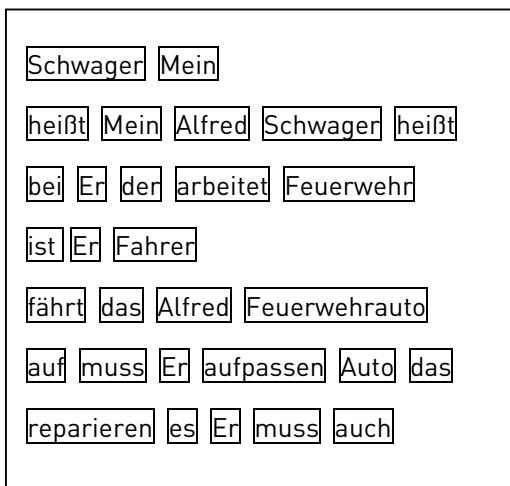 Schwager Mein
heißt Mein Alfred Schwager heißt
bei Er der arbeitet Feuerwehr
ist Er Fahrer
fährt das Alfred Feuerwehrauto
auf muss Er aufpassen Auto das
reparieren es Er muss auch